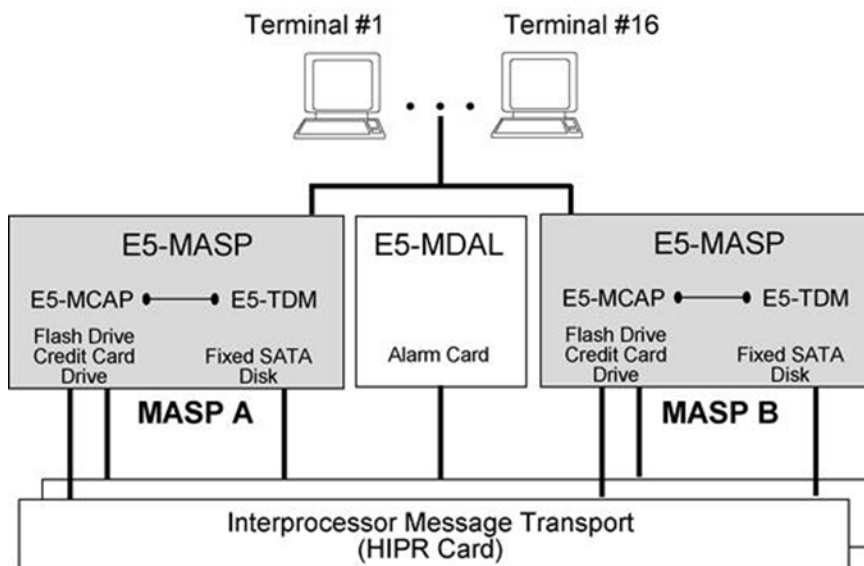 Terminal #1
Terminal #16
E5-MASP
E5-MCAP
E5-TDM
Flash Drive
Credit Card
Drive
Fixed SATA
Disk
MASP A
E5-MDAL
Alarm Card
E5-MASP
E5-MCAP
E5-TDM
Flash Drive
Credit Card
Drive
Fixed SATA
Disk
MASP B
Interprocessor Message Transport
(HIPR Card)